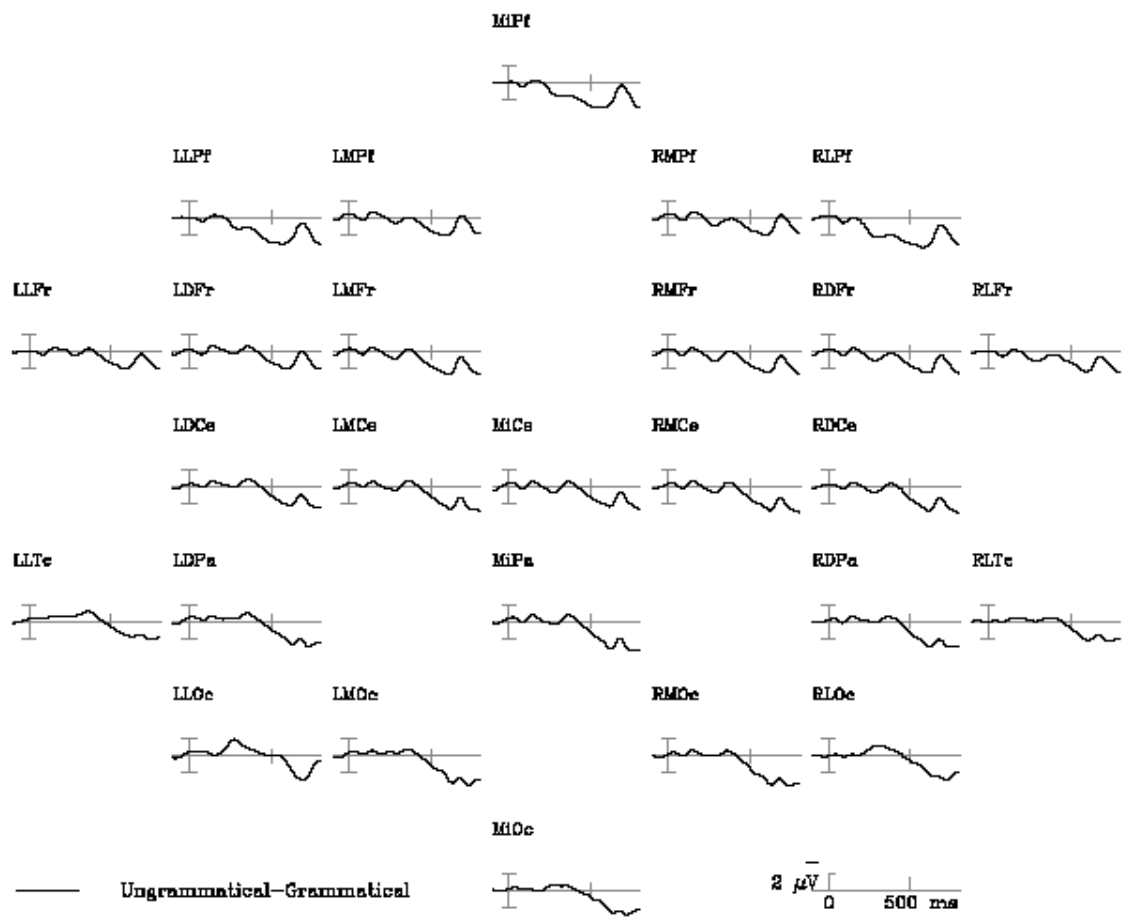 MiPf
LLPf LMPf RMPf RLPf
LLFr LDFr LMFr RMFr RDFr RLFr
LDCe LMCe MiCe RMCe RDCe
LLTe LDPa MiPa RDPa RLTe
LLOc LMOc RMOc RLOc
MiOc
Ungrammatical-Grammatical 2 μV
0 500 ms